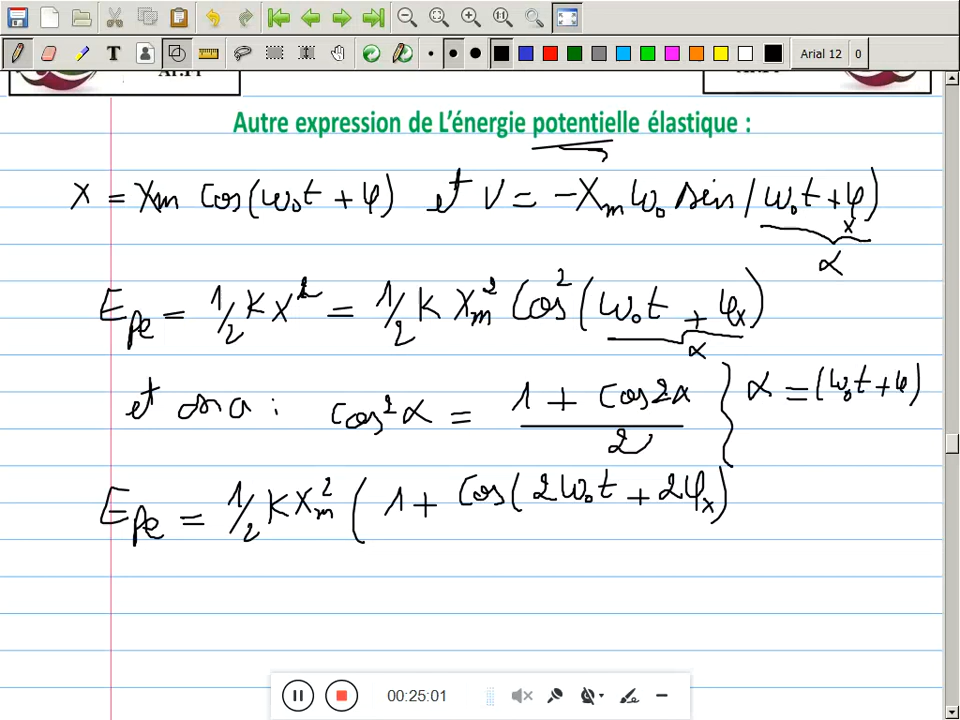 Arial 12 0
Autre expression de L'énergie potentielle élastique :
x = Xm cos(ω₀t + φ) et V = -Xm ω₀ sin(ω₀t + φx)
α
Epe = 1/2 K x² = 1/2 K Xm² Cos²(ω₀t + φx)
α
et on a : cos²α = (1 + cos2α)/2 } α = (ω₀t + φ)
Epe = 1/2 K Xm² ( 1 + cos(2ω₀t + 2φx)
00:25:01